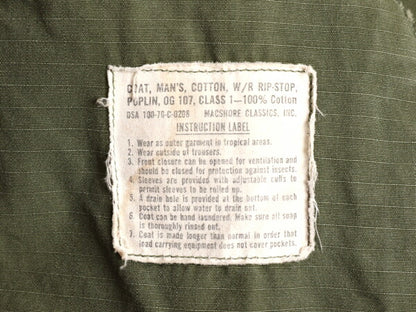 COAT, MAN'S, COTTON, W/R RIP-STOP,
POPLIN, OG 107, CLASS 1—100% Cotton
DSA 100-70-C-0286 MACSHORE CLASSICS, INC.
INSTRUCTION LABEL
1. Wear as outer garment in tropical areas.
2. Wear outside of trousers.
3. Front closure can be opened for ventilation and
should be closed for protection against insects.
4. Sleeves are provided with adjustable cuffs to
permit sleeves to be rolled up.
5. A drain hole is provided at the bottom of each
pocket to allow water to drain out.
6. Coat can be hand laundered. Make sure all soap
is thoroughly rinsed out.
7. Coat is made longer than normal in order that
load carrying equipment does not cover pockets.